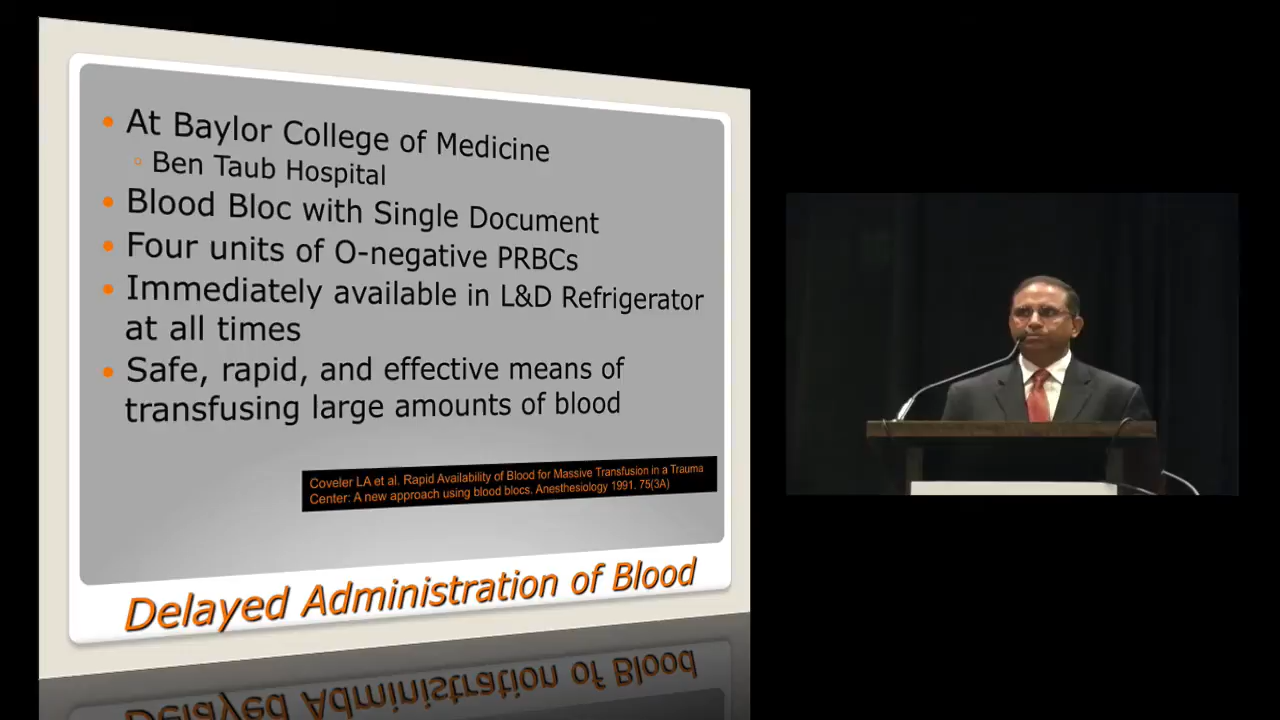 At Baylor College of Medicine
Ben Taub Hospital
Blood Bloc with Single Document
Four units of O-negative PRBCs
Immediately available in L&D Refrigerator
at all times
Safe, rapid, and effective means of
transfusing large amounts of blood
Coveler LA et al. Rapid Availability of Blood for Massive Transfusion in a Trauma
Center: A new approach using blood blocs. Anesthesiology 1991. 75(3A)
Delayed Administration of Blood